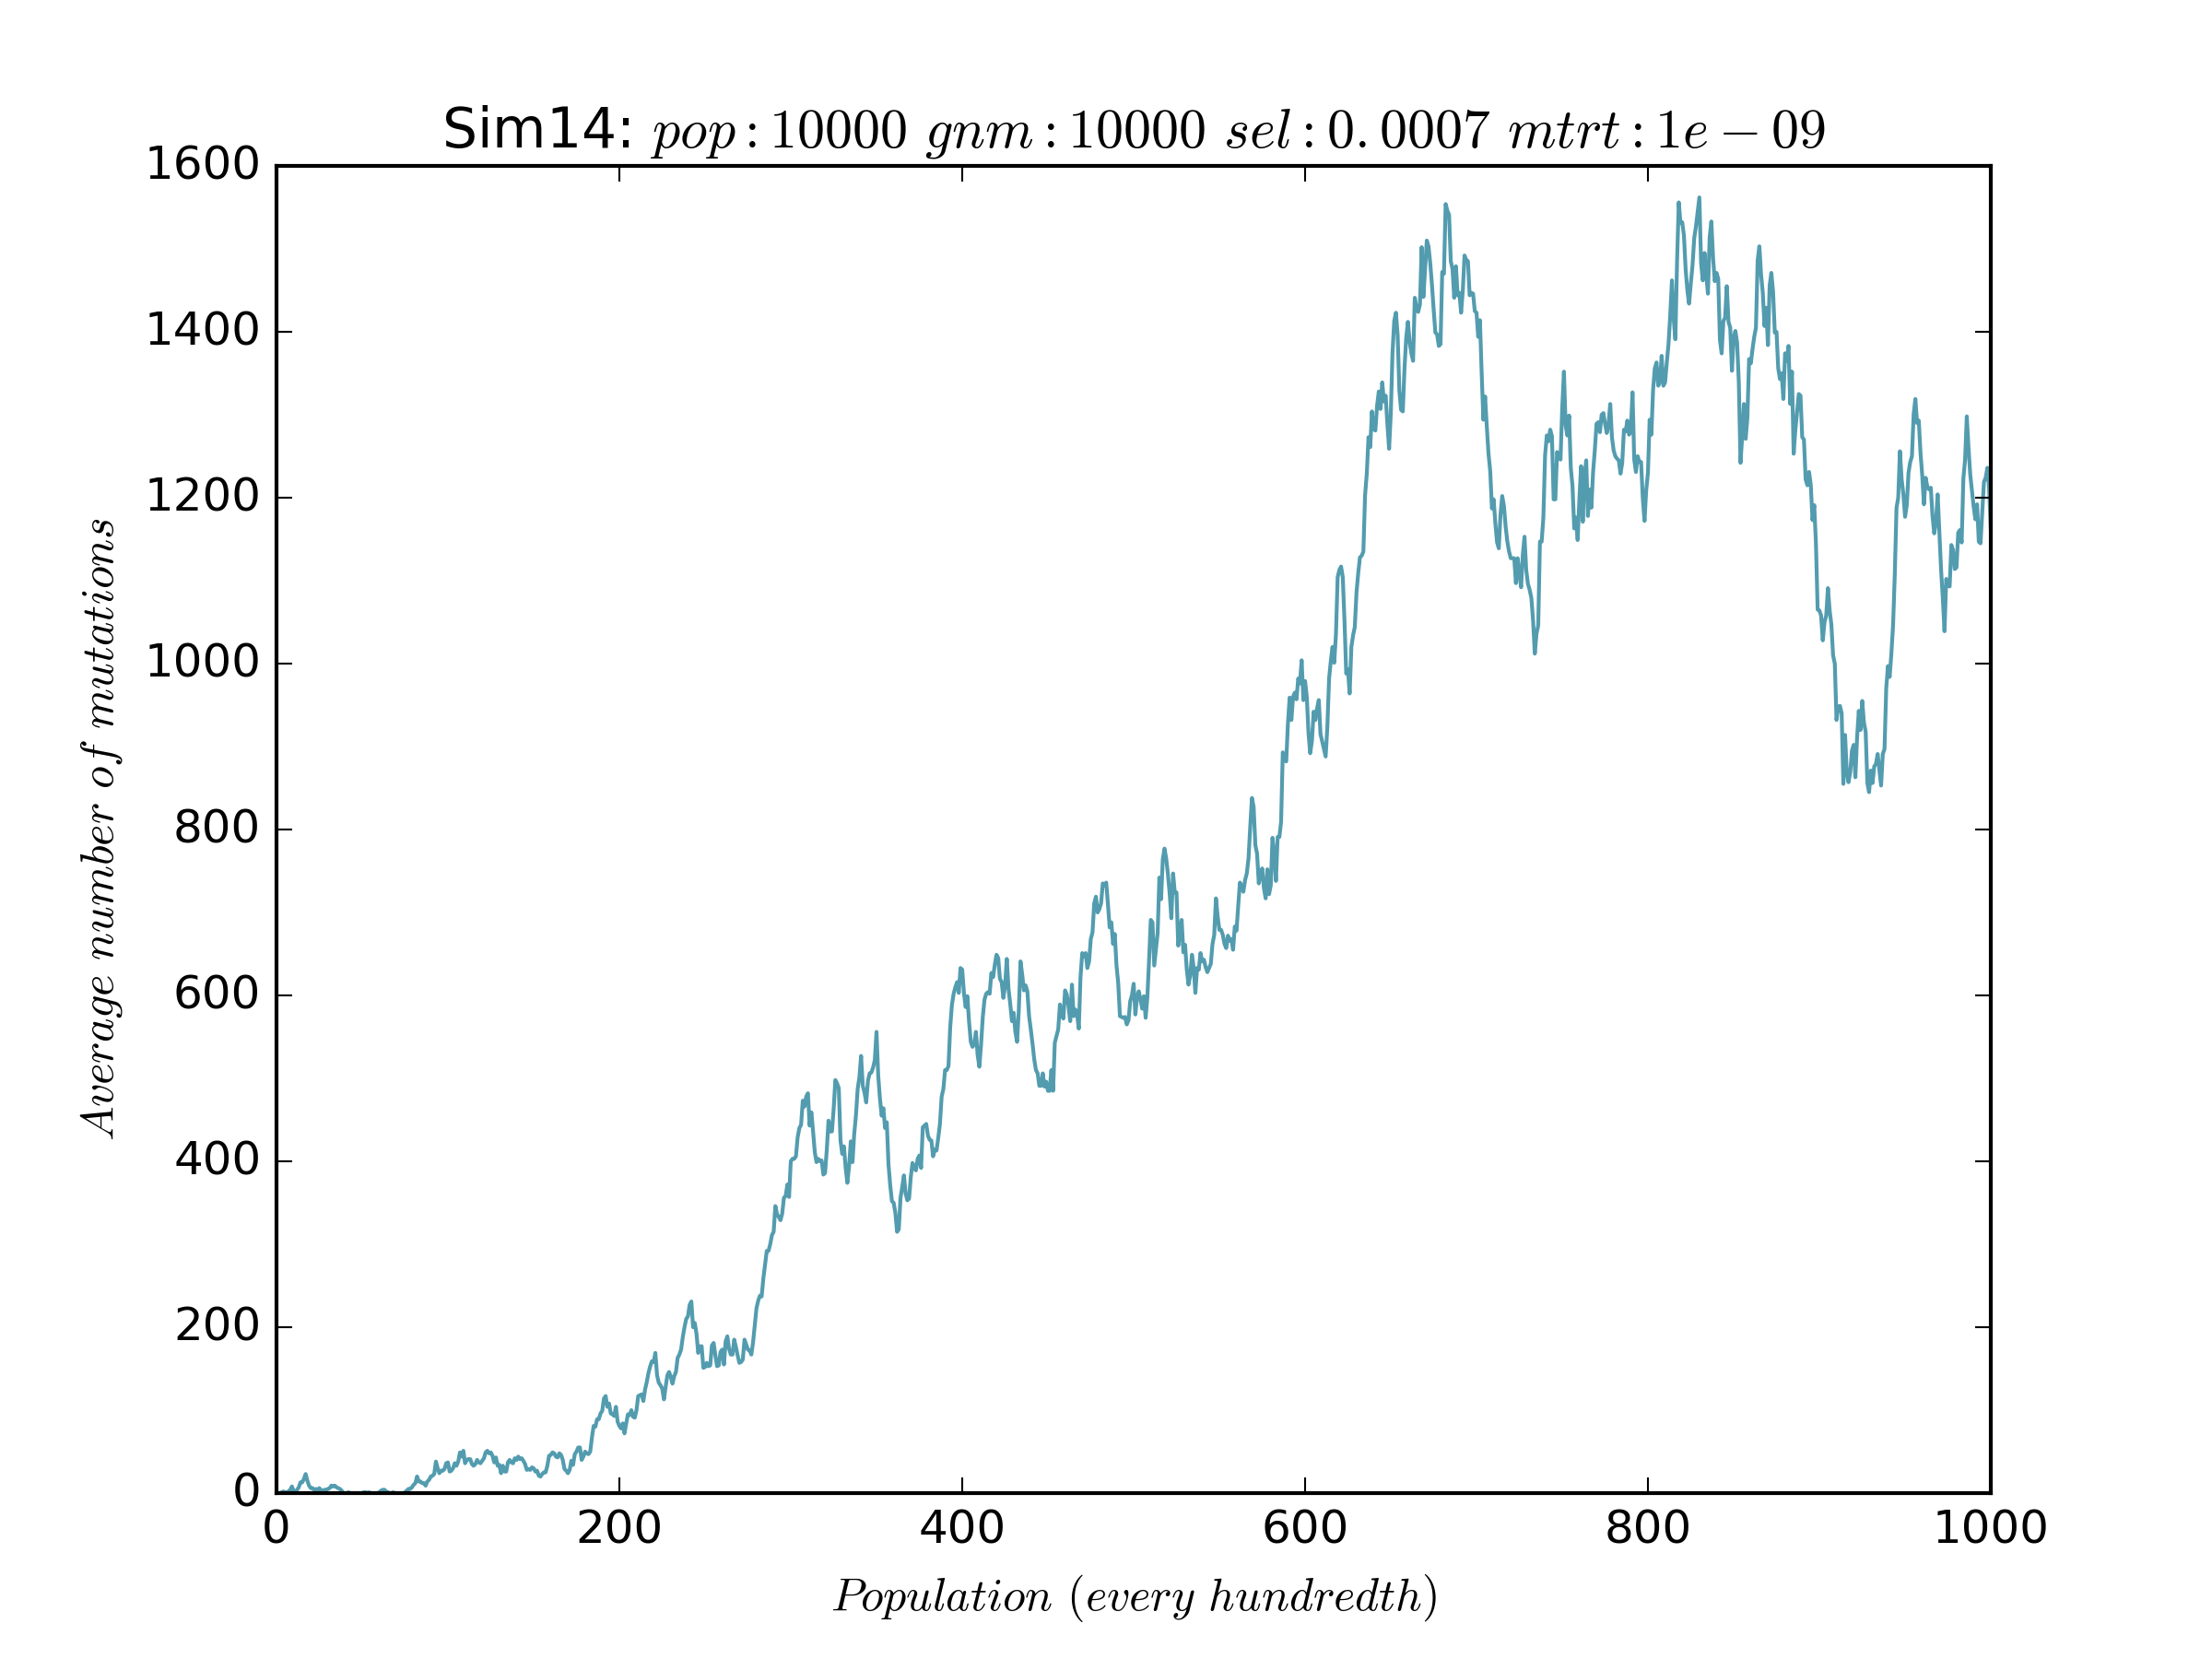 Sim14: pop : 10000 gnm : 10000 sel : 0.0007 mtrt : 1e − 09
1600
1400
1200
1000
800
600
400
200
0
Average number of mutations
0 200 400 600 800 1000
Population (every hundredth)